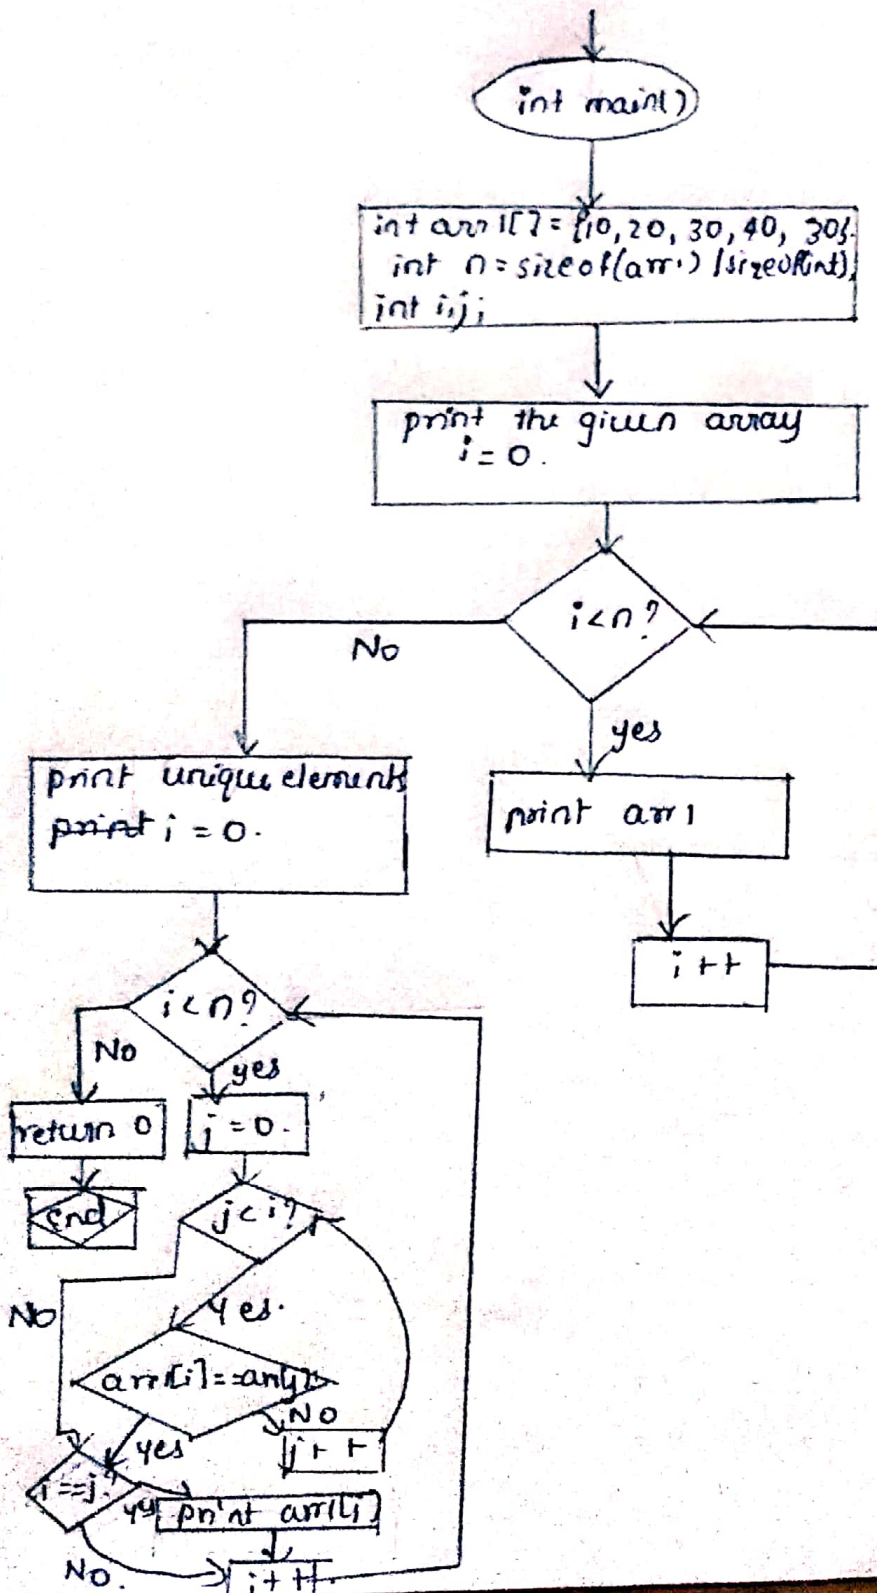 int main()
int arr1[] = {10, 20, 30, 40, 30}.
int n = sizeof(arr1) / sizeof(int),
int i, j;
print the given array
i = 0.
i < n?
No
yes
print unique elements
print i = 0.
print arr1
i ++
i < n?
No
yes
return 0
j = 0.
end
j < i?
No
yes.
arr1[i] == arr[j]?
No
yes
j + +
i == j?
yes
print arr1[i]
No.
i + +